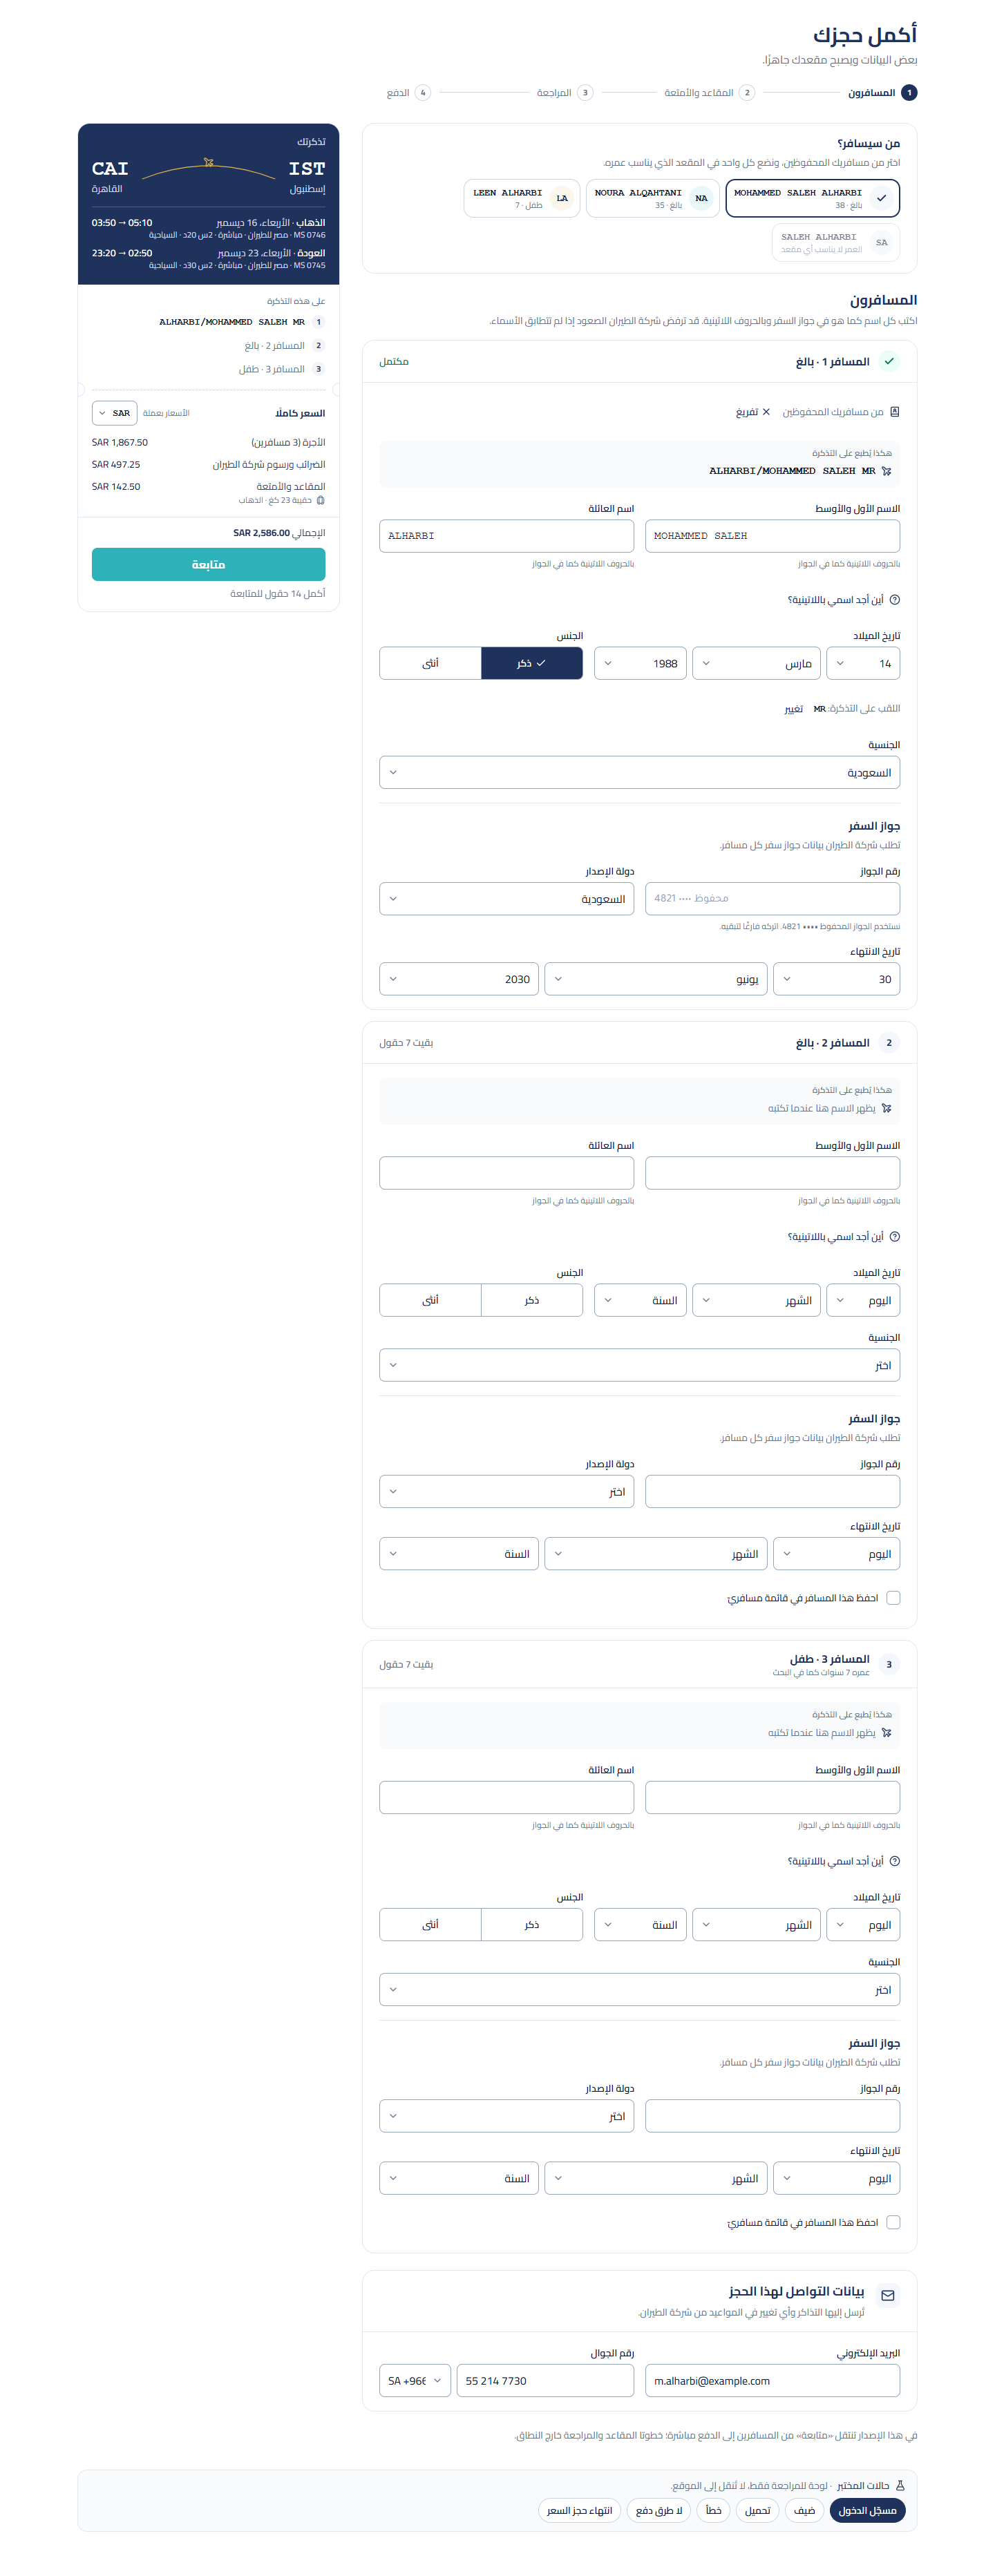 أكمل حجزك
بعض البيانات ويصبح مقعدك جاهزًا.
1 المسافرون
2 المقاعد والأمتعة
3 المراجعة
4 الدفع
من سيسافر؟
اختر من مسافريك المحفوظين، ونضع كل واحد في المقعد الذي يناسب عمره.
MOHAMMED SALEH ALHARBI
بالغ · 38
NA
NOURA ALQAHTANI
بالغ · 35
LA
LEEN ALHARBI
طفل · 7
SA
SALEH ALHARBI
العمر لا يناسب أي مقعد
المسافرون
اكتب كل اسم كما هو في جواز السفر وبالحروف اللاتينية. قد ترفض شركة الطيران الصعود إذا لم تتطابق الأسماء.
المسافر 1 · بالغ
مكتمل
من مسافريك المحفوظين
تفريغ
هكذا يُطبع على التذكرة
ALHARBI/MOHAMMED SALEH MR
الاسم الأول والأوسط
MOHAMMED SALEH
بالحروف اللاتينية كما في الجواز
اسم العائلة
ALHARBI
بالحروف اللاتينية كما في الجواز
أين أجد اسمي باللاتينية؟
تاريخ الميلاد
14
مارس
1988
الجنس
ذكر
أنثى
اللقب على التذكرة: MR تغيير
الجنسية
السعودية
جواز السفر
تطلب شركة الطيران بيانات جواز سفر كل مسافر.
رقم الجواز
محفوظ •••• 4821
نستخدم الجواز المحفوظ •••• 4821. اتركه فارغًا لتبقيه.
دولة الإصدار
السعودية
تاريخ الانتهاء
30
يونيو
2030
2
المسافر 2 · بالغ
بقيت 7 حقول
هكذا يُطبع على التذكرة
يظهر الاسم هنا عندما تكتبه
الاسم الأول والأوسط
بالحروف اللاتينية كما في الجواز
اسم العائلة
بالحروف اللاتينية كما في الجواز
أين أجد اسمي باللاتينية؟
تاريخ الميلاد
اليوم
الشهر
السنة
الجنس
ذكر
أنثى
الجنسية
اختر
جواز السفر
تطلب شركة الطيران بيانات جواز سفر كل مسافر.
رقم الجواز
دولة الإصدار
اختر
تاريخ الانتهاء
اليوم
الشهر
السنة
احفظ هذا المسافر في قائمة مسافريّ
3
المسافر 3 · طفل
عمره 7 سنوات كما في البحث
بقيت 7 حقول
هكذا يُطبع على التذكرة
يظهر الاسم هنا عندما تكتبه
الاسم الأول والأوسط
بالحروف اللاتينية كما في الجواز
اسم العائلة
بالحروف اللاتينية كما في الجواز
أين أجد اسمي باللاتينية؟
تاريخ الميلاد
اليوم
الشهر
السنة
الجنس
ذكر
أنثى
الجنسية
اختر
جواز السفر
تطلب شركة الطيران بيانات جواز سفر كل مسافر.
رقم الجواز
دولة الإصدار
اختر
تاريخ الانتهاء
اليوم
الشهر
السنة
احفظ هذا المسافر في قائمة مسافريّ
بيانات التواصل لهذا الحجز
تُرسل إليها التذاكر وأي تغيير في المواعيد من شركة الطيران.
البريد الإلكتروني
m.alharbi@example.com
رقم الجوال
55 214 7730
SA +966
في هذا الإصدار تنتقل «متابعة» من المسافرين إلى الدفع مباشرة؛ خطوتا المقاعد والمراجعة خارج النطاق.
تذكرتك
IST
إسطنبول
CAI
القاهرة
الذهاب · الأربعاء، 16 ديسمبر
03:50 → 05:10
MS 0746 · مصر للطيران · مباشرة · 2س 20د · السياحية
العودة · الأربعاء، 23 ديسمبر
23:20 → 02:50
MS 0745 · مصر للطيران · مباشرة · 2س 30د · السياحية
على هذه التذكرة
1 ALHARBI/MOHAMMED SALEH MR
2 المسافر 2 · بالغ
3 المسافر 3 · طفل
السعر كاملًا
الأسعار بعملة
SAR
الأجرة (3 مسافرين)
SAR 1,867.50
الضرائب ورسوم شركة الطيران
SAR 497.25
المقاعد والأمتعة
SAR 142.50
حقيبة 23 كغ · الذهاب
الإجمالي SAR 2,586.00
متابعة
أكمل 14 حقول للمتابعة
حالات المختبر · لوحة للمراجعة فقط، لا تُنقل إلى الموقع.
مسجّل الدخول
ضيف
تحميل
خطأ
لا طرق دفع
انتهاء حجز السعر